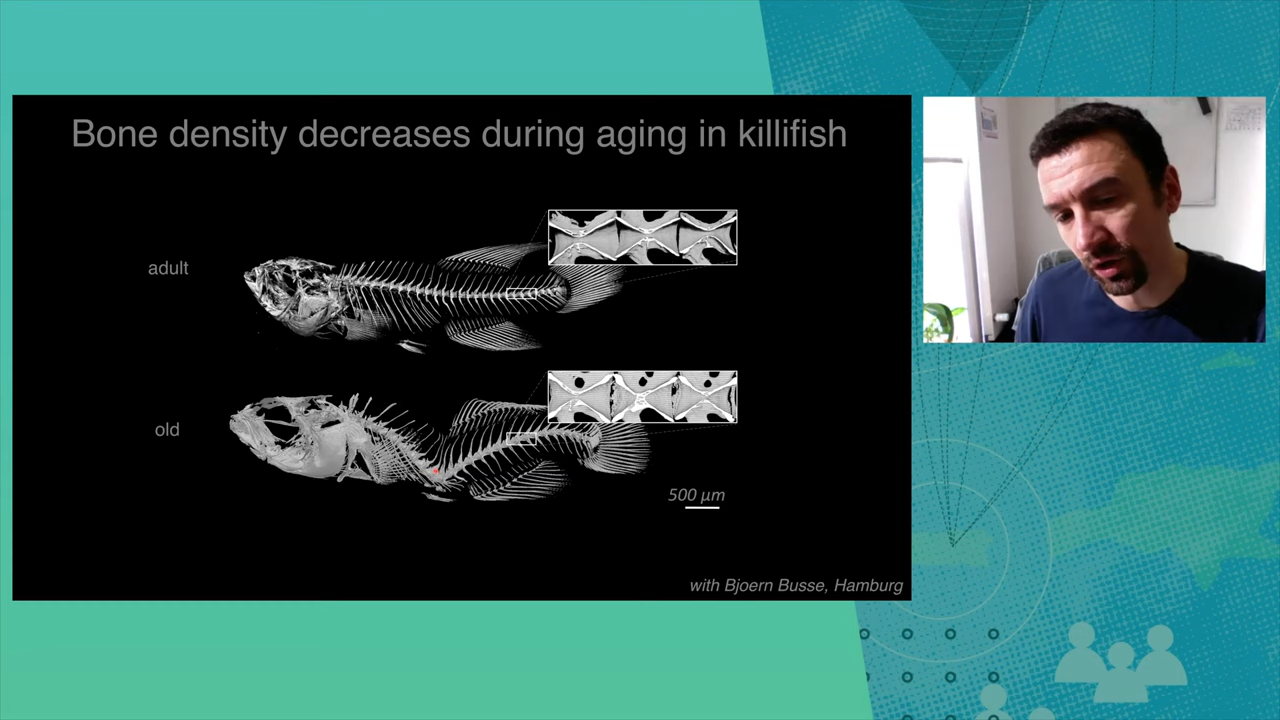 Bone density decreases during aging in killifish
adult
old
500 µm
with Bjoern Busse, Hamburg